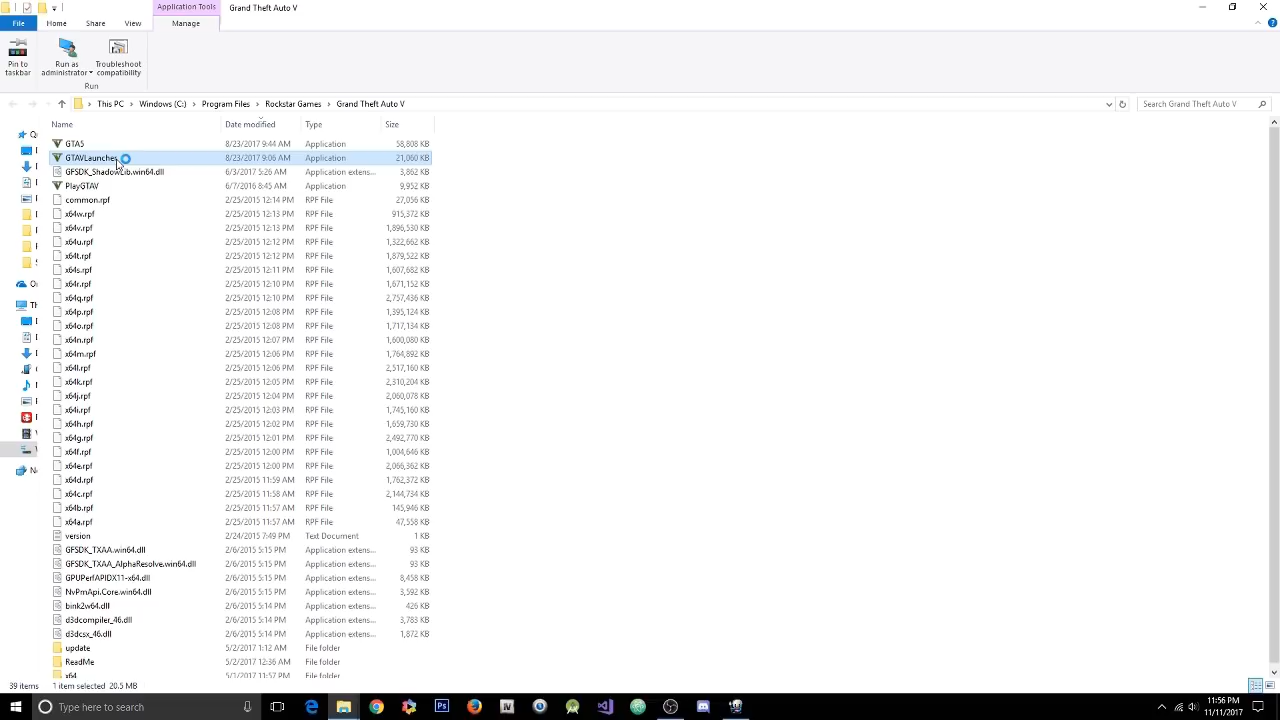 Application Tools
Grand Theft Auto V
File
Home
Share
View
Manage
Pin to taskbar
Run as administrator
Troubleshoot compatibility
Run
This PC > Windows (C:) > Program Files > Rockstar Games > Grand Theft Auto V
Search Grand Theft Auto V
Name Date modified Type Size
GTA5 8/23/2017 9:44 AM Application 58,808 KB
GTAVLauncher 8/23/2017 9:06 AM Application 21,060 KB
GFSDK_ShadowLib.win64.dll 6/3/2017 5:26 AM Application extens... 3,862 KB
PlayGTAV 6/7/2016 8:45 AM Application 9,952 KB
common.rpf 2/25/2015 12:14 PM RPF File 27,056 KB
x64w.rpf 2/25/2015 12:13 PM RPF File 915,372 KB
x64v.rpf 2/25/2015 12:13 PM RPF File 1,896,530 KB
x64u.rpf 2/25/2015 12:12 PM RPF File 1,322,662 KB
x64t.rpf 2/25/2015 12:12 PM RPF File 1,879,522 KB
x64s.rpf 2/25/2015 12:11 PM RPF File 1,607,682 KB
x64r.rpf 2/25/2015 12:10 PM RPF File 1,671,152 KB
x64q.rpf 2/25/2015 12:10 PM RPF File 2,757,436 KB
x64p.rpf 2/25/2015 12:08 PM RPF File 1,395,124 KB
x64o.rpf 2/25/2015 12:08 PM RPF File 1,717,134 KB
x64n.rpf 2/25/2015 12:07 PM RPF File 1,600,080 KB
x64m.rpf 2/25/2015 12:06 PM RPF File 1,764,892 KB
x64l.rpf 2/25/2015 12:06 PM RPF File 2,517,160 KB
x64k.rpf 2/25/2015 12:05 PM RPF File 2,310,204 KB
x64j.rpf 2/25/2015 12:04 PM RPF File 2,060,078 KB
x64i.rpf 2/25/2015 12:03 PM RPF File 1,745,160 KB
x64h.rpf 2/25/2015 12:02 PM RPF File 1,659,730 KB
x64g.rpf 2/25/2015 12:01 PM RPF File 2,492,770 KB
x64f.rpf 2/25/2015 12:00 PM RPF File 1,004,646 KB
x64e.rpf 2/25/2015 12:00 PM RPF File 2,066,362 KB
x64d.rpf 2/25/2015 11:59 AM RPF File 1,762,372 KB
x64c.rpf 2/25/2015 11:58 AM RPF File 2,144,734 KB
x64b.rpf 2/25/2015 11:57 AM RPF File 145,946 KB
x64a.rpf 2/25/2015 11:57 AM RPF File 47,558 KB
version 2/24/2015 7:49 PM Text Document 1 KB
GFSDK_TXAA.win64.dll 2/6/2015 5:15 PM Application extens... 93 KB
GFSDK_TXAA_AlphaResolve.win64.dll 2/6/2015 5:15 PM Application extens... 93 KB
GPUPerfAPIDX11-x64.dll 2/6/2015 5:15 PM Application extens... 8,458 KB
NvPmApi.Core.win64.dll 2/6/2015 5:15 PM Application extens... 3,592 KB
bink2w64.dll 2/6/2015 5:14 PM Application extens... 426 KB
d3dcompiler_46.dll 2/6/2015 5:14 PM Application extens... 3,783 KB
d3dcsx_46.dll 2/6/2015 5:14 PM Application extens... 1,872 KB
update 5/2/2017 1:12 AM File folder
ReadMe 5/2/2017 12:36 AM File folder
x64 5/1/2017 11:57 PM File folder
39 items 1 item selected 20.5 MB
Type here to search
11:56 PM
11/11/2017